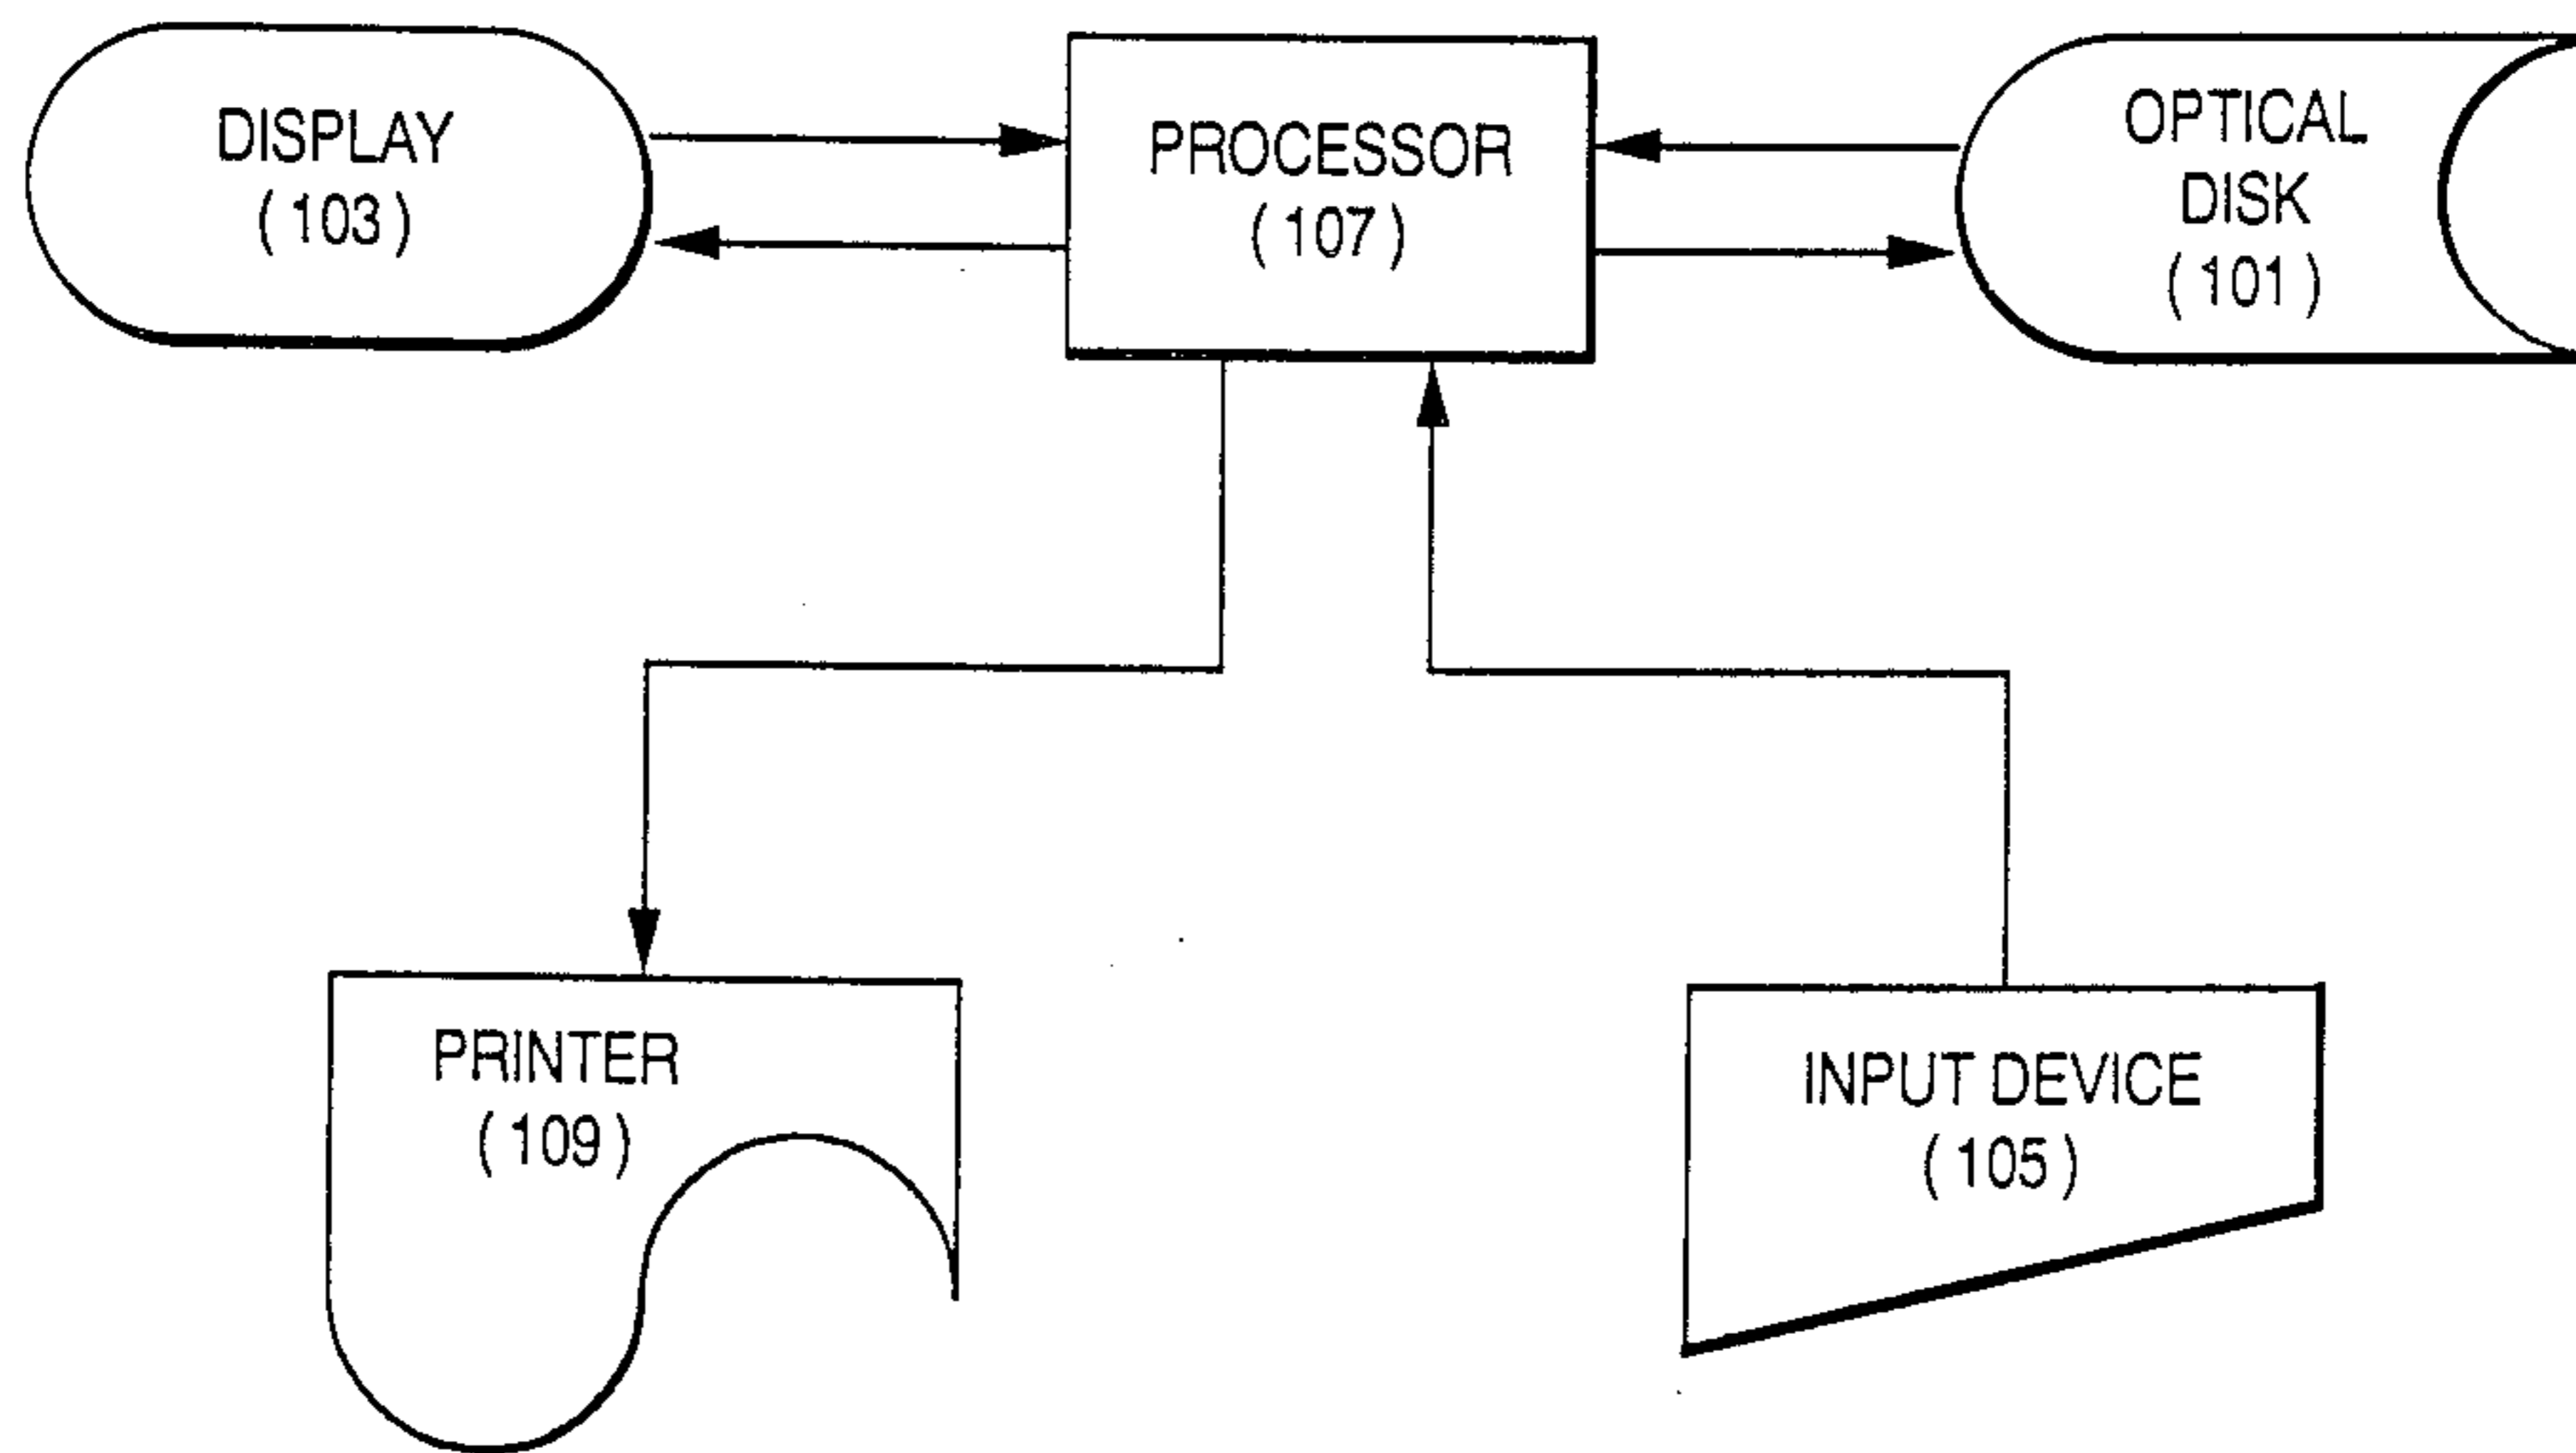 DISPLAY
( 103 )
PROCESSOR
( 107 )
OPTICAL
DISK
( 101 )
PRINTER
( 109 )
INPUT DEVICE
( 105 )